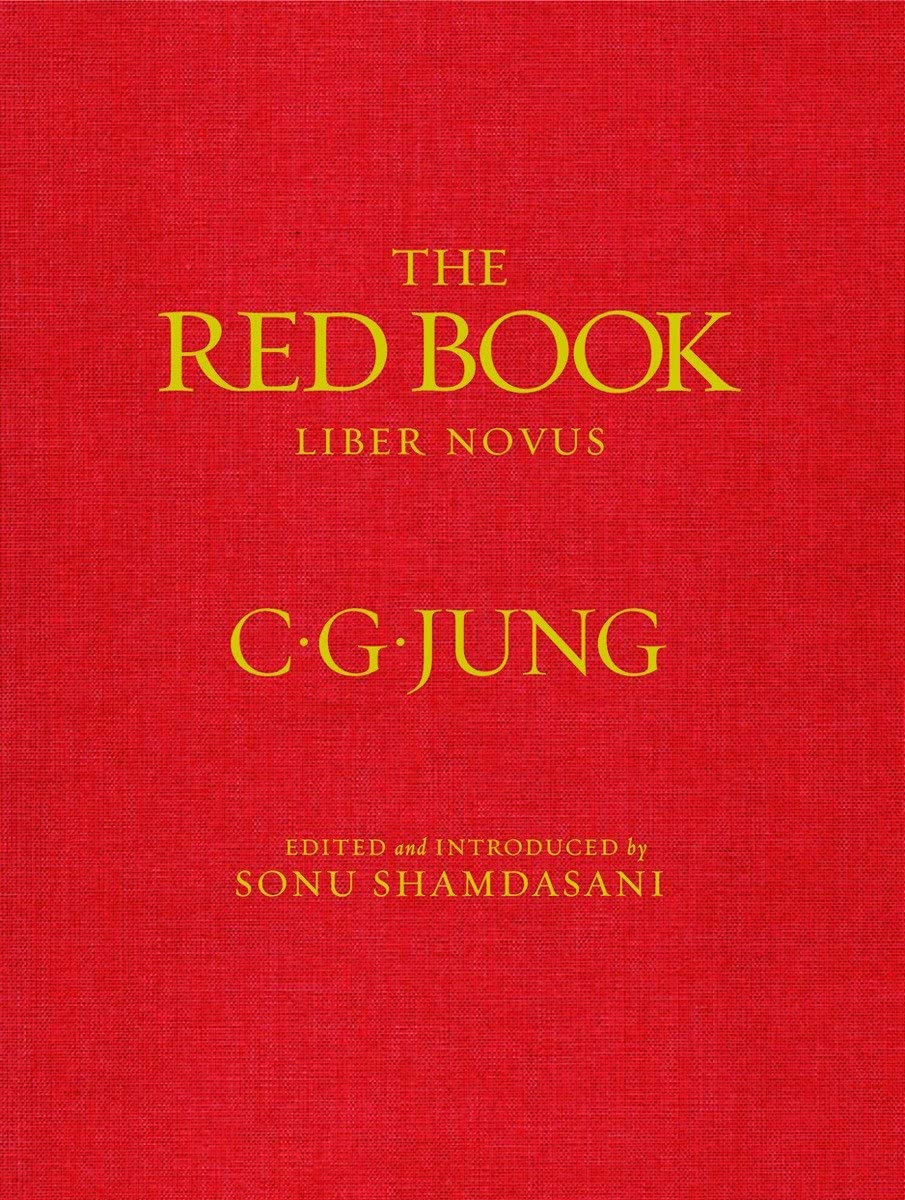 THE
RED BOOK
LIBER NOVUS
C·G·JUNG
EDITED and INTRODUCED by
SONU SHAMDASANI